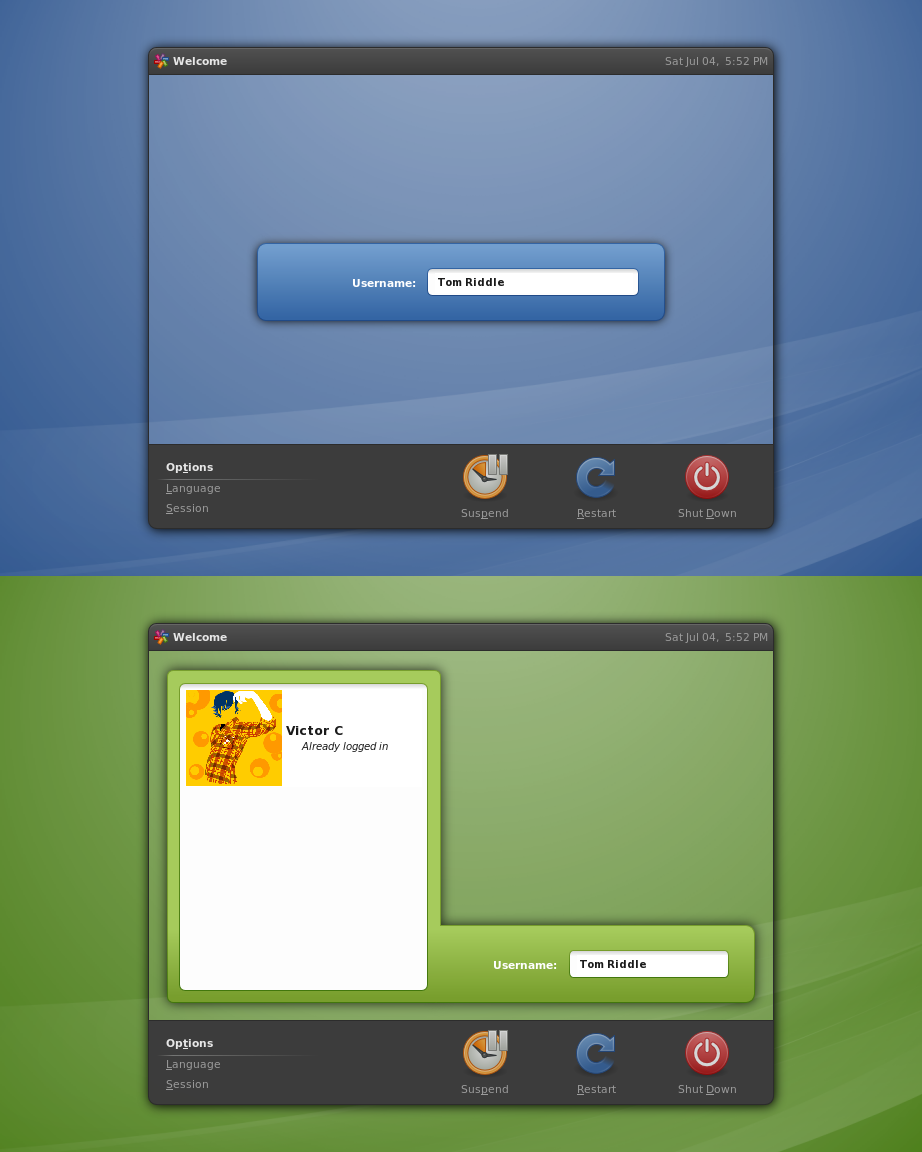 Welcome Sat Jul 04, 5:52 PM
Username: Tom Riddle
Options
Language
Session
Suspend Restart Shut Down
Welcome Sat Jul 04, 5:52 PM
Victor C
Already logged in
Username: Tom Riddle
Options
Language
Session
Suspend Restart Shut Down